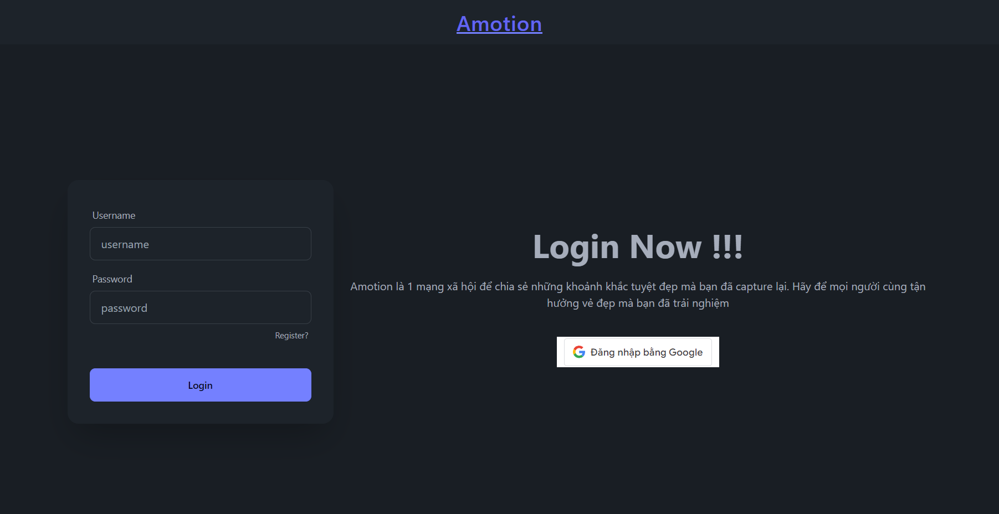 Amotion
Username
username
Password
password
Register?
Login
Login Now !!!
Amotion là 1 mạng xã hội để chia sẻ những khoảnh khắc tuyệt đẹp mà bạn đã capture lại. Hãy để mọi người cùng tận
hưởng vẻ đẹp mà bạn đã trải nghiệm
Đăng nhập bằng Google